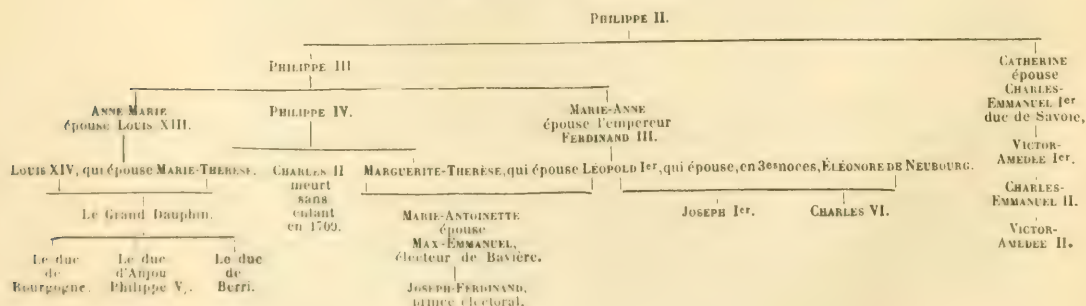 PHILIPPE II.
PHILIPPE III
CATHERINE
épouse
CHARLES-
EMMANUEL Ier
duc de Savoie,
ANNE MARIE
épouse LOUIS XIII.
PHILIPPE IV.
MARIE-ANNE
épouse l'empereur
FERDINAND III.
VICTOR-
AMÉDÉE Ier.
LOUIS XIV, qui épouse MARIE-THÉRÈSE.
CHARLES II
meurt
sans
enfant
en 1700.
MARGUERITE-THÉRÈSE, qui épouse LÉOPOLD Ier, qui épouse, en 3es noces, ÉLÉONORE DE NEUBOURG.
CHARLES-
EMMANUEL II.
Le Grand Dauphin.
MARIE-ANTOINETTE
épouse
MAX-EMMANUEL,
électeur de Bavière.
JOSEPH Ier.
CHARLES VI.
VICTOR-
AMÉDÉE II.
Le duc
de
Bourgogne.
Le duc
d'Anjou
Philippe V.
Le duc
de
Berri.
JOSEPH-FERDINAND,
prince électoral.